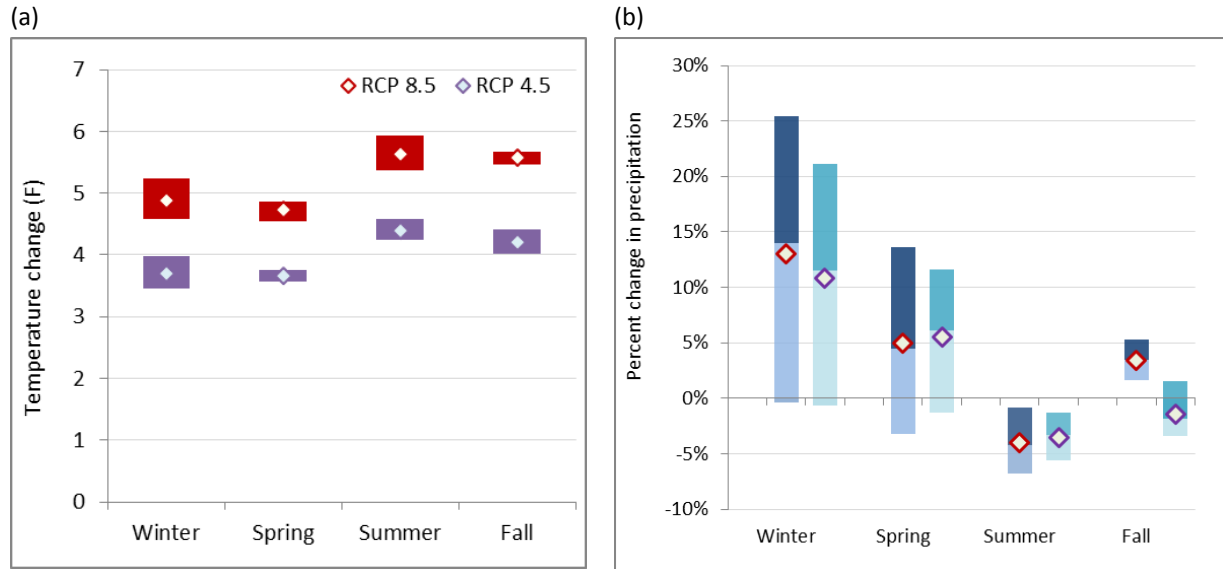 (a)
Temperature change (F)
7
6
5
4
3
2
1
0
RCP 8.5 RCP 4.5
Winter Spring Summer Fall
(b)
Percent change in precipitation
30%
25%
20%
15%
10%
5%
0%
-5%
-10%
Winter Spring Summer Fall